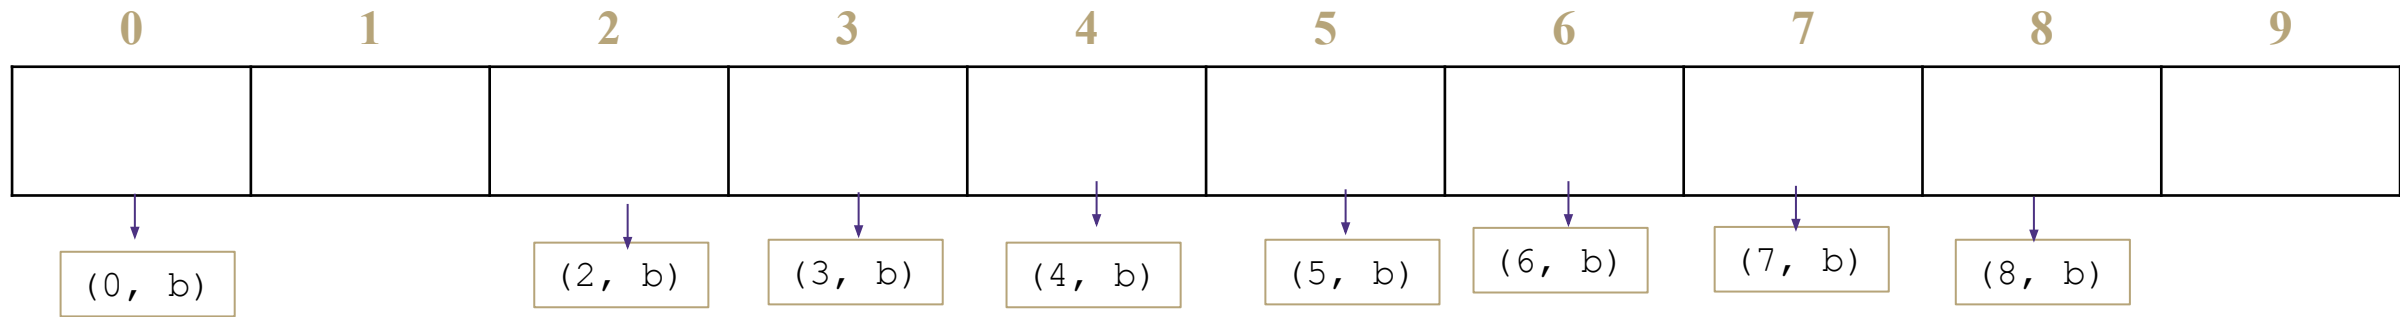 0 1 2 3 4 5 6 7 8 9
(0, b) (2, b) (3, b) (4, b) (5, b) (6, b) (7, b) (8, b)